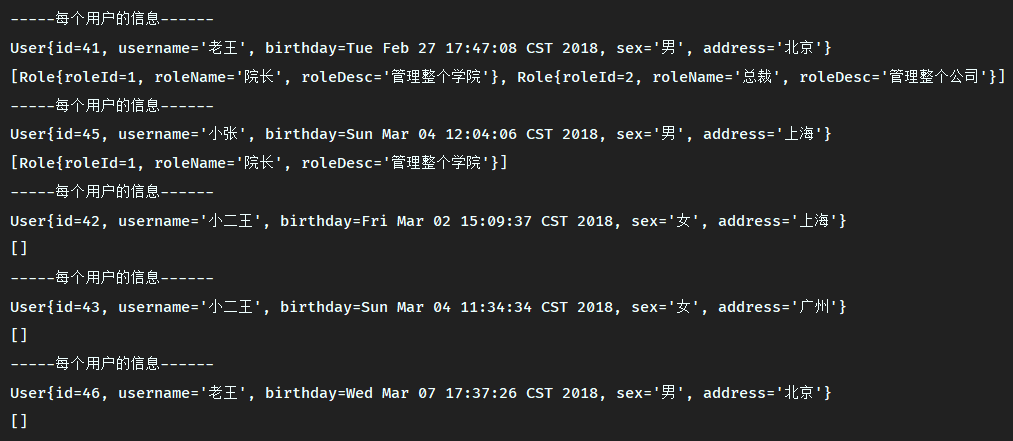 -----每个用户的信息------
User{id=41, username='老王', birthday=Tue Feb 27 17:47:08 CST 2018, sex='男', address='北京'}
[Role{roleId=1, roleName='院长', roleDesc='管理整个学院'}, Role{roleId=2, roleName='总裁', roleDesc='管理整个公司'}]
-----每个用户的信息------
User{id=45, username='小张', birthday=Sun Mar 04 12:04:06 CST 2018, sex='男', address='上海'}
[Role{roleId=1, roleName='院长', roleDesc='管理整个学院'}]
-----每个用户的信息------
User{id=42, username='小二王', birthday=Fri Mar 02 15:09:37 CST 2018, sex='女', address='上海'}
[]
-----每个用户的信息------
User{id=43, username='小二王', birthday=Sun Mar 04 11:34:34 CST 2018, sex='女', address='广州'}
[]
-----每个用户的信息------
User{id=46, username='老王', birthday=Wed Mar 07 17:37:26 CST 2018, sex='男', address='北京'}
[]